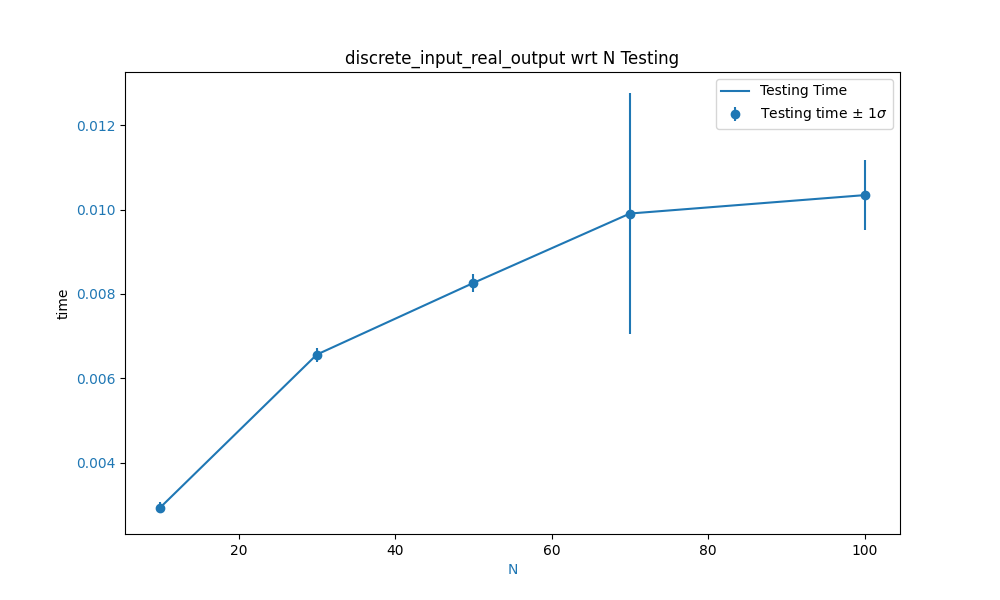 discrete_input_real_output wrt N Testing
Testing Time
Testing time ± 1σ
0.012
0.010
0.008
0.006
0.004
time
20 40 60 80 100
N